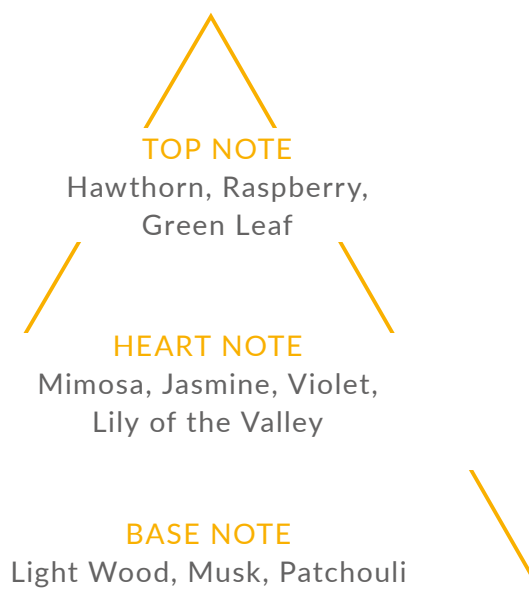 TOP NOTE
Hawthorn, Raspberry,
Green Leaf
HEART NOTE
Mimosa, Jasmine, Violet,
Lily of the Valley
BASE NOTE
Light Wood, Musk, Patchouli